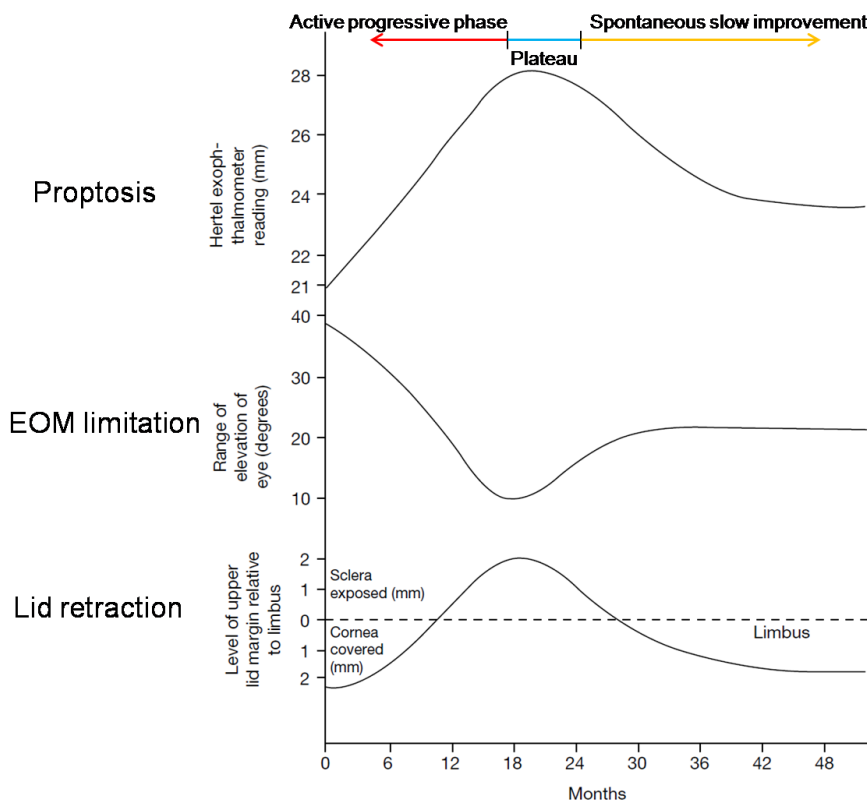 Active progressive phase
Spontaneous slow improvement
Plateau
Proptosis
Hertel exoph-
thalmometer
reading (mm)
28
26
24
22
21
EOM limitation
Range of
elevation of
eye (degrees)
40
30
20
10
Lid retraction
Level of upper
lid margin relative
to limbus
2
1
0
1
2
Sclera
exposed (mm)
Cornea
covered
(mm)
Limbus
0 6 12 18 24 30 36 42 48
Months